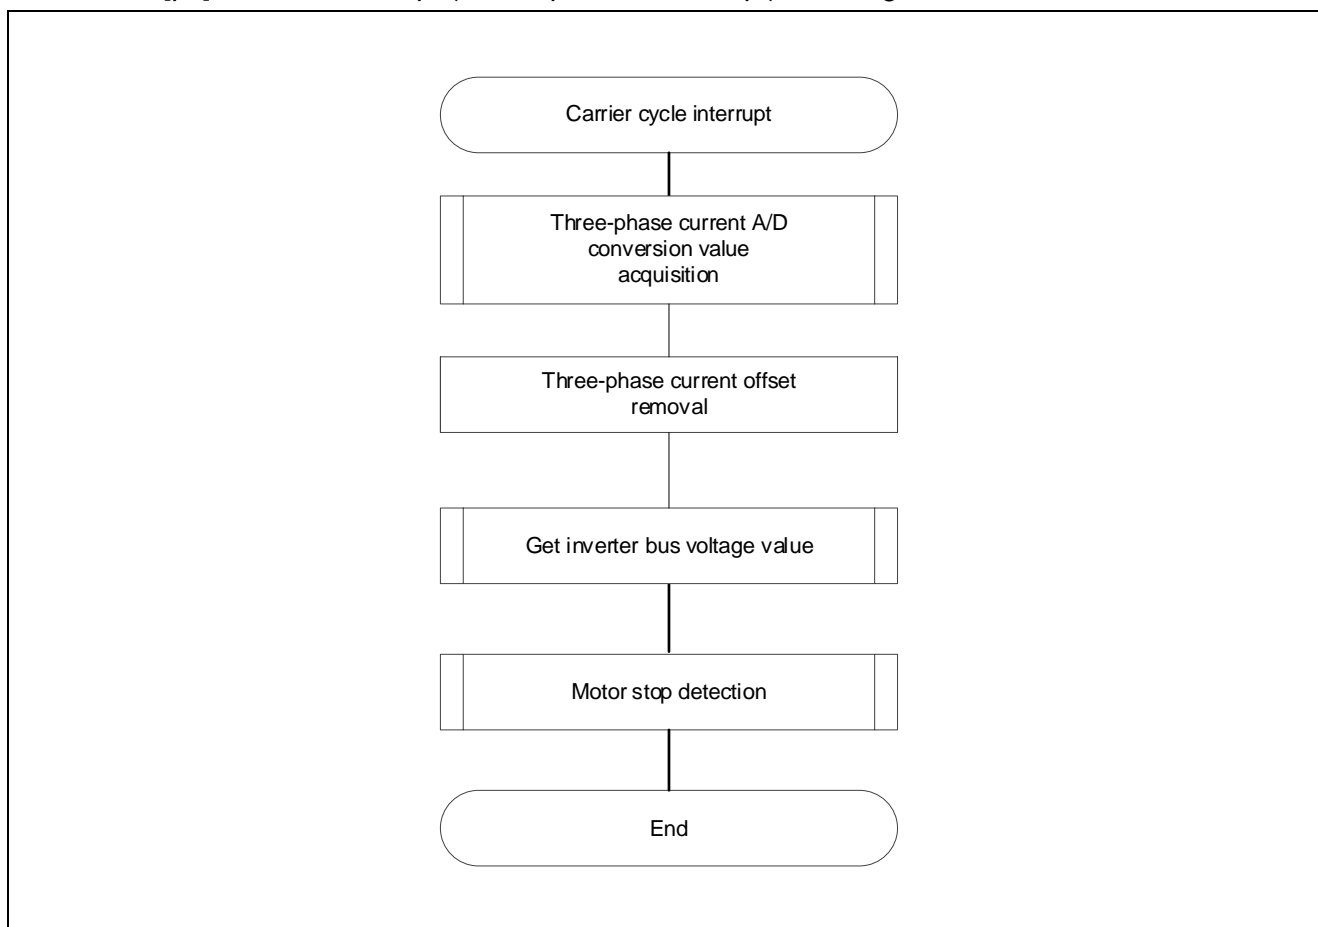 Carrier cycle interrupt
Three-phase current A/D
conversion value
acquisition
Three-phase current offset
removal
Get inverter bus voltage value
Motor stop detection
End